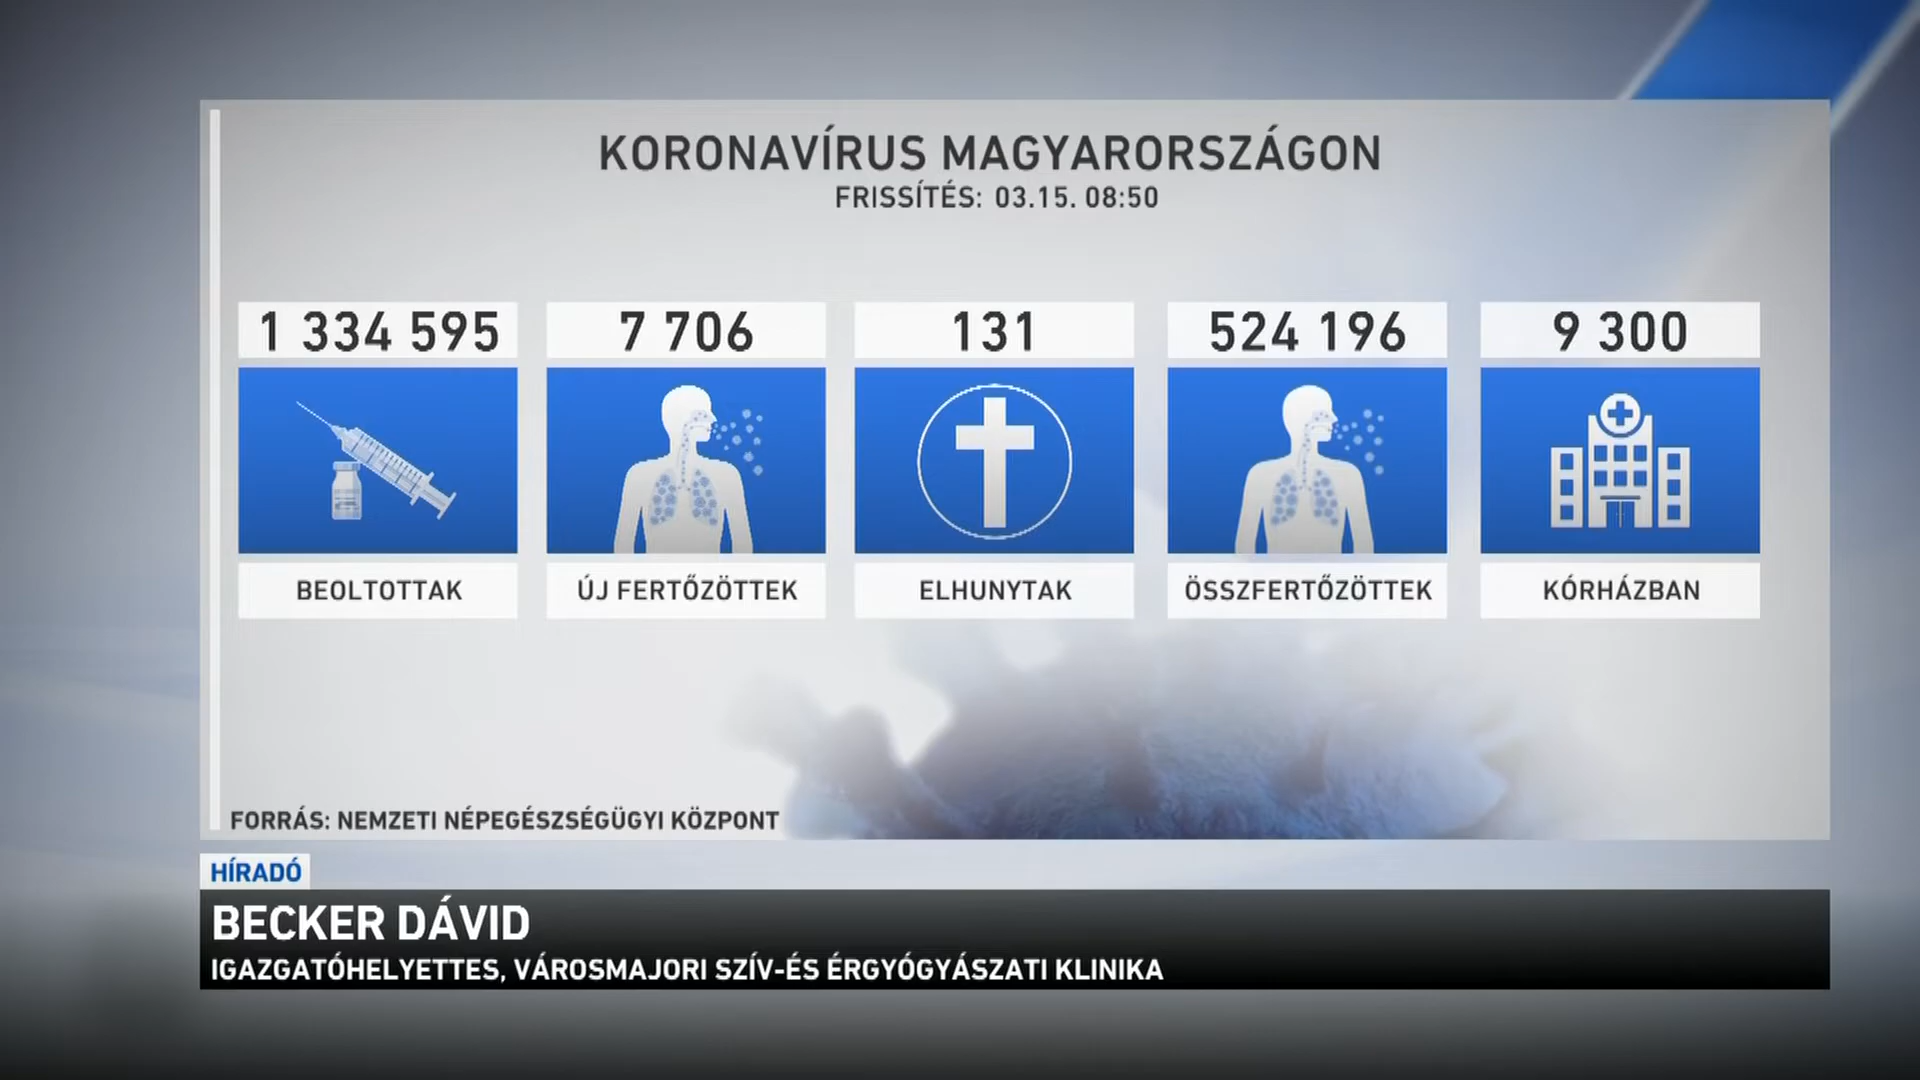 KORONAVÍRUS MAGYARORSZÁGON
FRISSÍTÉS: 03.15. 08:50
1 334 595
BEOLTOTTAK
7 706
ÚJ FERTŐZÖTTEK
131
ELHUNYTAK
524 196
ÖSSZFERTŐZÖTTEK
9 300
KÓRHÁZBAN
FORRÁS: NEMZETI NÉPEGÉSZSÉGÜGYI KÖZPONT
HÍRADÓ
BECKER DÁVID
IGAZGATÓHELYETTES, VÁROSMAJORI SZÍV-ÉS ÉRGYÓGYÁSZATI KLINIKA